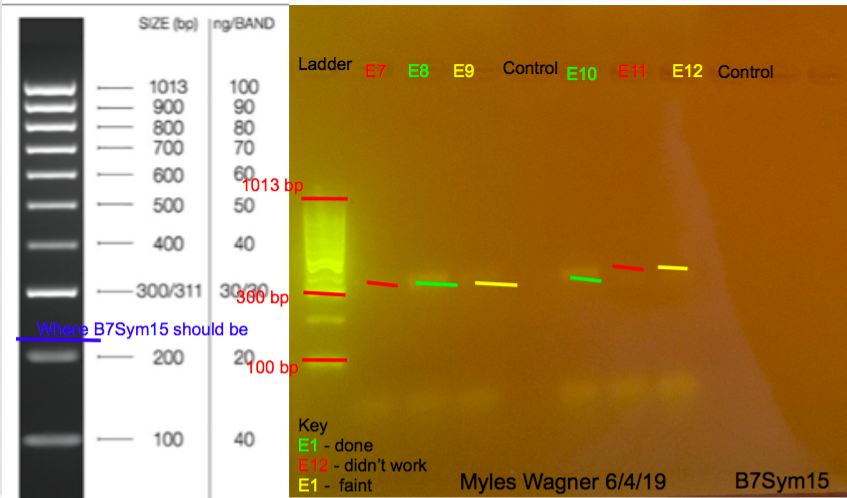 SIZE (bp) ng/BAND
1013 100
900 90
800 80
700 70
600 60
500 50
400 40
300/311 30/30
Where B7Sym15 should be
200 20
100 40
Ladder E7 E8 E9 Control E10 E11 E12 Control
1013 bp
300 bp
100 bp
Key
E1 - done
E12 - didn't work
E1 - faint
Myles Wagner 6/4/19 B7Sym15